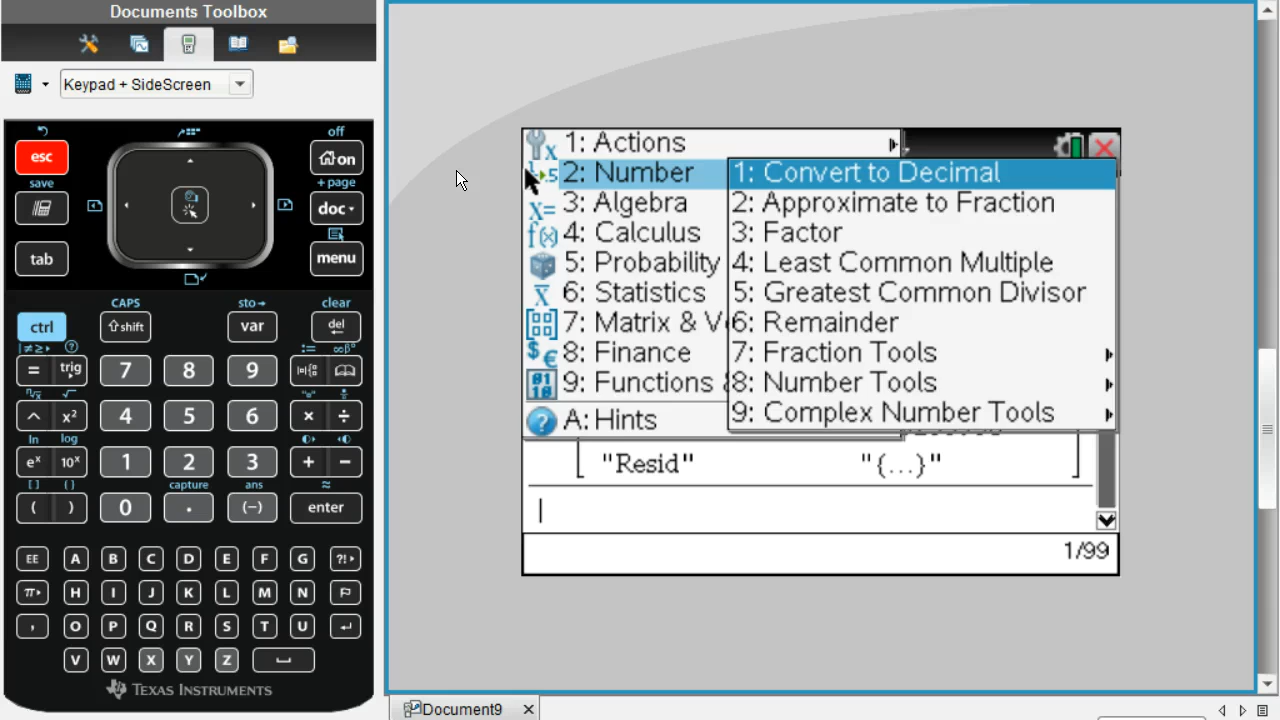 Documents Toolbox
Keypad + SideScreen
off
esc
on
save
+ page
doc
tab
menu
CAPS
sto→
clear
ctrl
shift
var
del
|≠≥▸
:=
∞β°
=
trig
7
8
9
^
x²
4
5
6
×
÷
ln
log
eˣ
10ˣ
1
2
3
+
−
[ ]
{ }
capture
ans
≈
(
)
0
.
(−)
enter
EE
A
B
C
D
E
F
G
?!▸
π▸
H
I
J
K
L
M
N
,
O
P
Q
R
S
T
U
V
W
X
Y
Z
TEXAS INSTRUMENTS
1: Actions
2: Number
3: Algebra
4: Calculus
5: Probability
6: Statistics
7: Matrix & V
8: Finance
9: Functions &
A: Hints
1: Convert to Decimal
2: Approximate to Fraction
3: Factor
4: Least Common Multiple
5: Greatest Common Divisor
6: Remainder
7: Fraction Tools
8: Number Tools
9: Complex Number Tools
"Resid" "{...}"
1/99
Document9